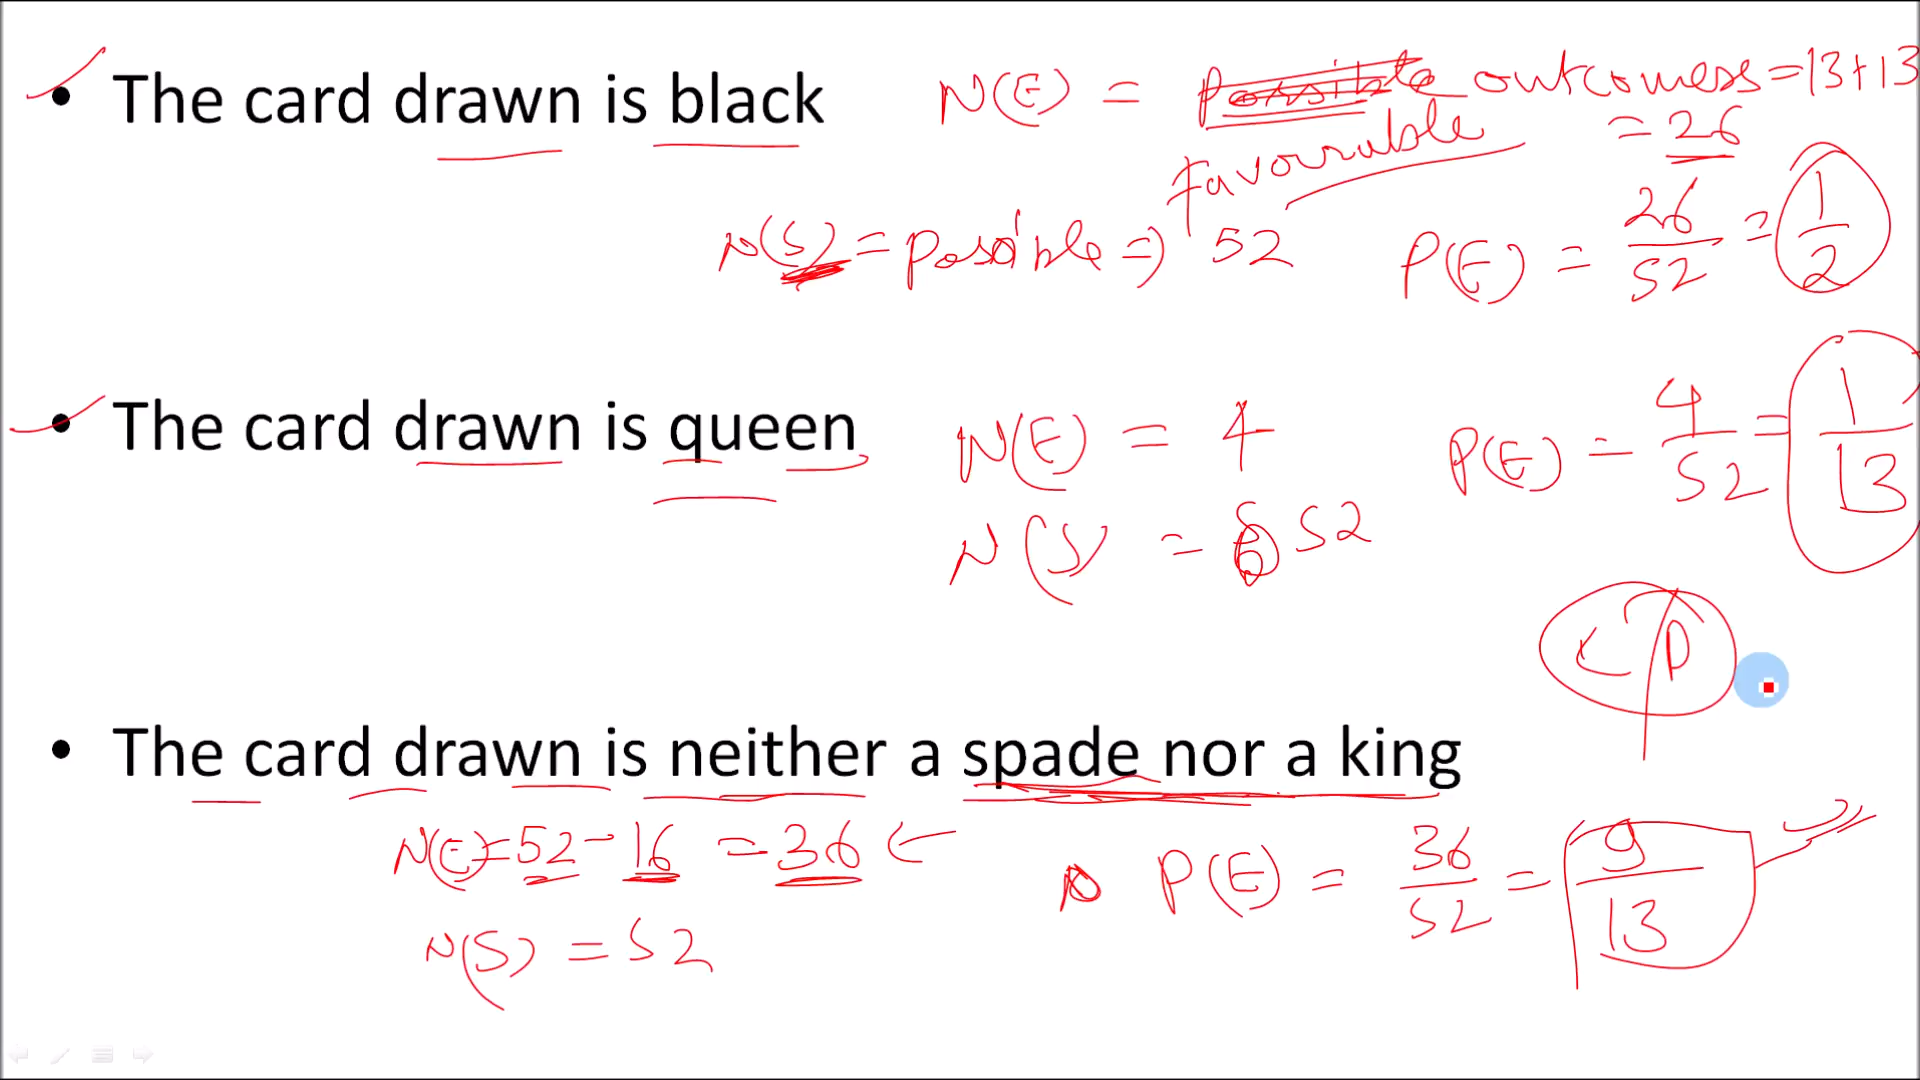 • The card drawn is black
N(E) = outcomess = 13+13
favourable
= 26
N(S) = possible => 52
P(E) = 26/52 = 1/2
• The card drawn is queen
N(E) = 4
P(E) = 4/52 = 1/13
N(S) = 52
• The card drawn is neither a spade nor a king
N(E) = 52 - 16 = 36
P(E) = 36/52 = 9/13
N(S) = 52